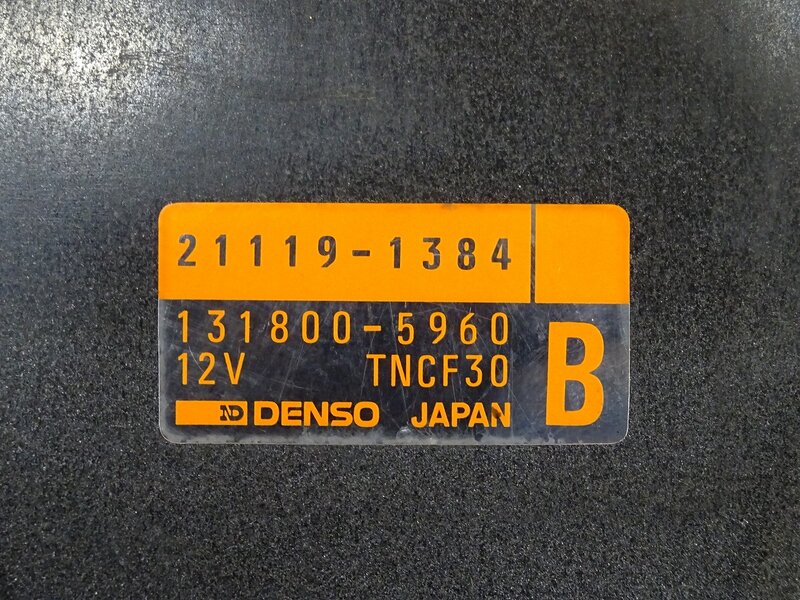 21119-1384
131800-5960
12V TNCF30
ND DENSO JAPAN
B